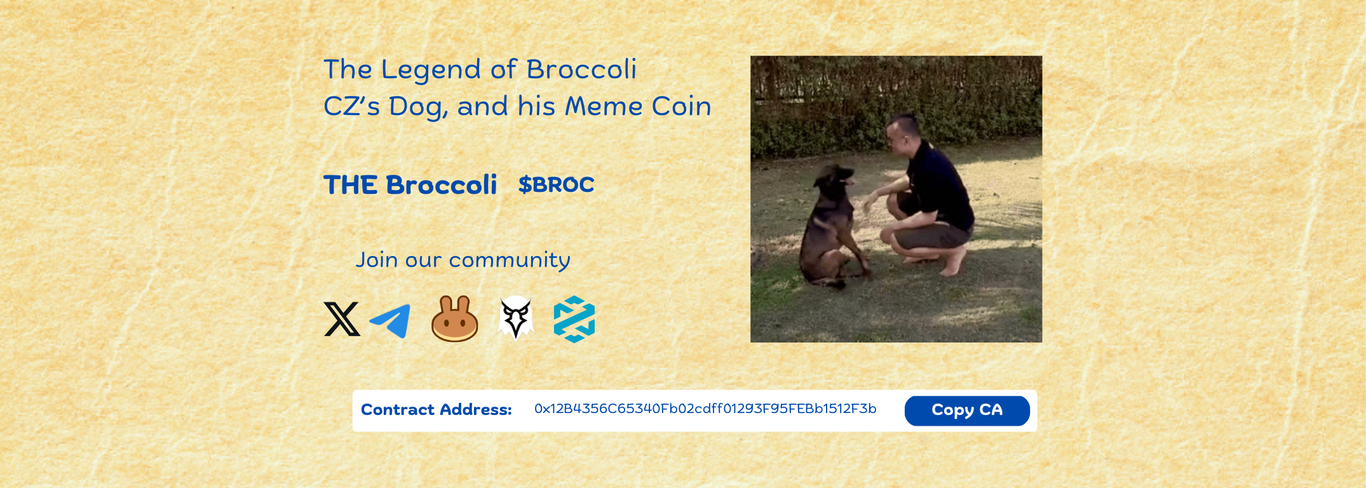 The Legend of Broccoli
CZ's Dog, and his Meme Coin
THE Broccoli $BROC
Join our community
Contract Address: 0x12B4356C65340Fb02cdff01293F95FEBb1512F3b Copy CA